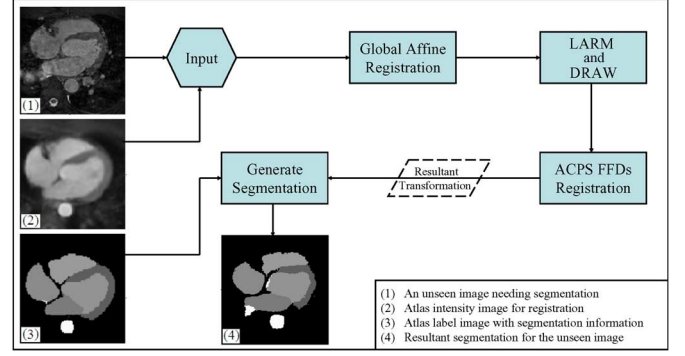 Input
Global Affine
Registration
LARM
and
DRAW
(1)
Generate
Segmentation
Resultant
Transformation
ACPS FFDs
Registration
(2)
(3)
(4)
(1) An unseen image needing segmentation
(2) Atlas intensity image for registration
(3) Atlas label image with segmentation information
(4) Resultant segmentation for the unseen image